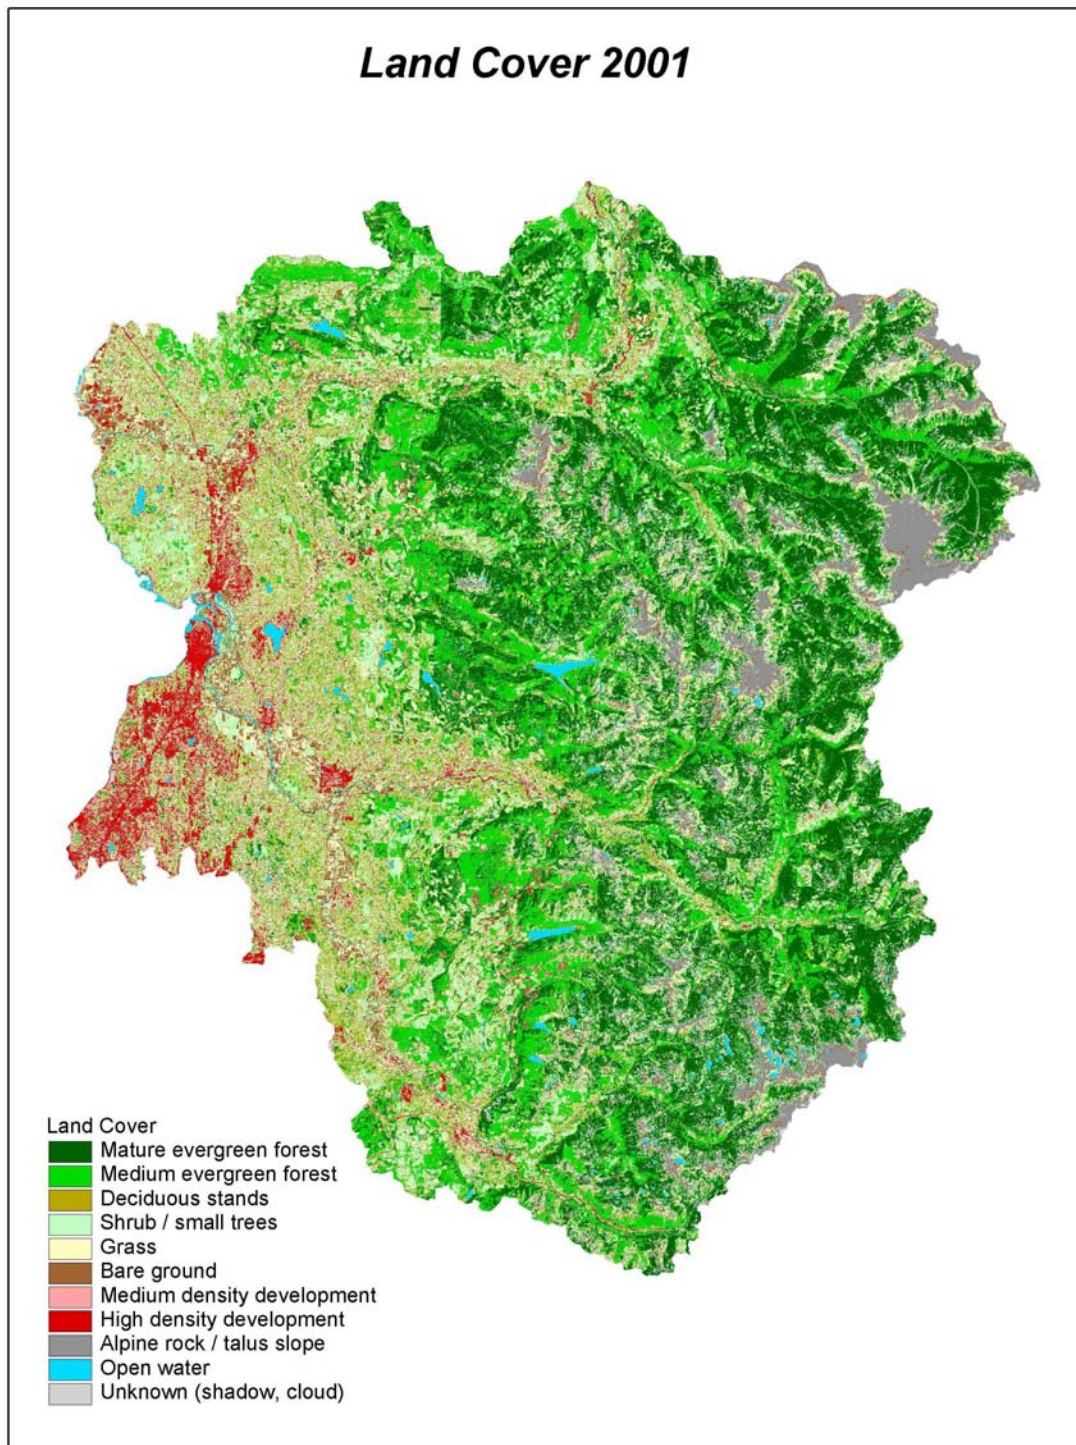 Land Cover 2001
Land Cover
Mature evergreen forest
Medium evergreen forest
Deciduous stands
Shrub / small trees
Grass
Bare ground
Medium density development
High density development
Alpine rock / talus slope
Open water
Unknown (shadow, cloud)